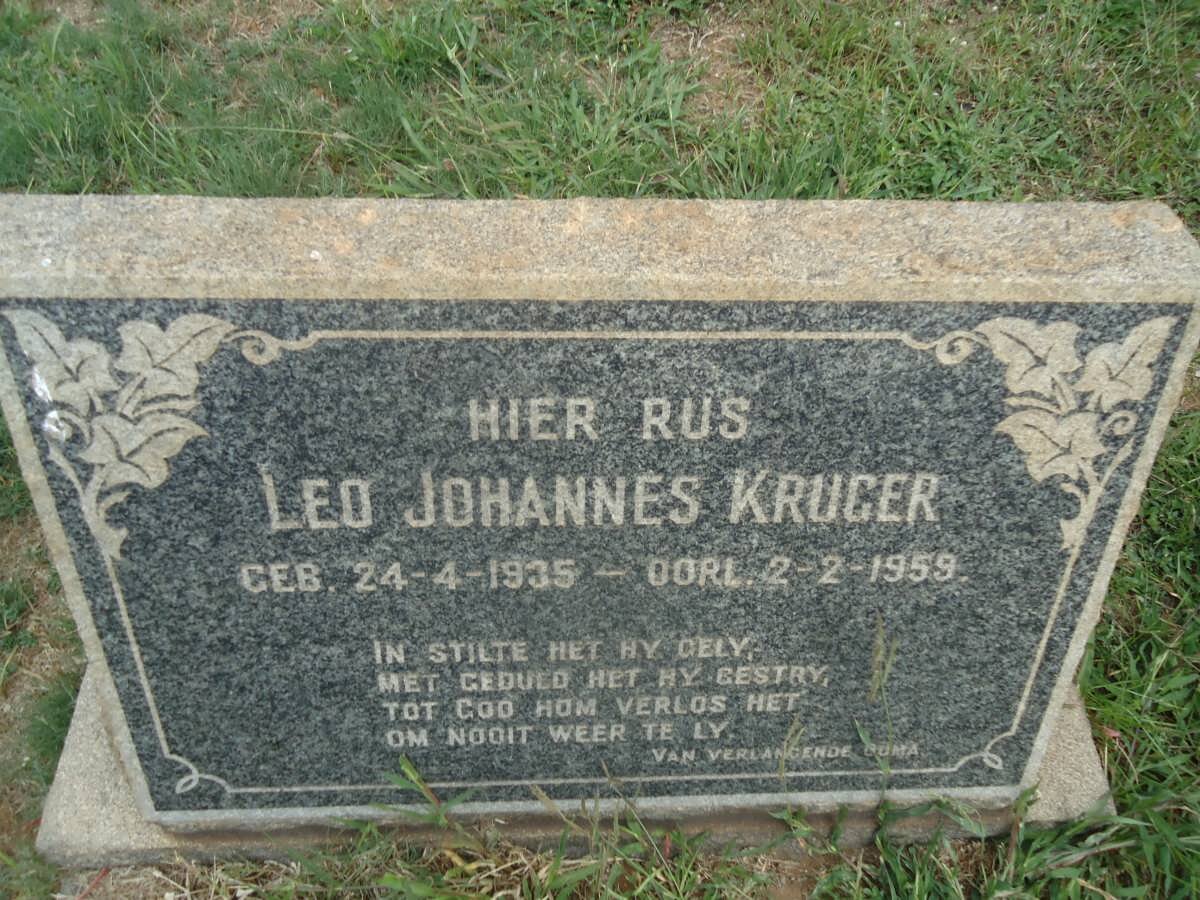 HIER RUS
LEO JOHANNES KRUGER
GEB. 24-4-1935 — OORL. 2-2-1959.
IN STILTE HET HY GELY,
MET GEDULD HET HY GESTRY,
TOT GOD HOM VERLOS HET
OM NOOIT WEER TE LY.
VAN VERLANGENDE OUMA